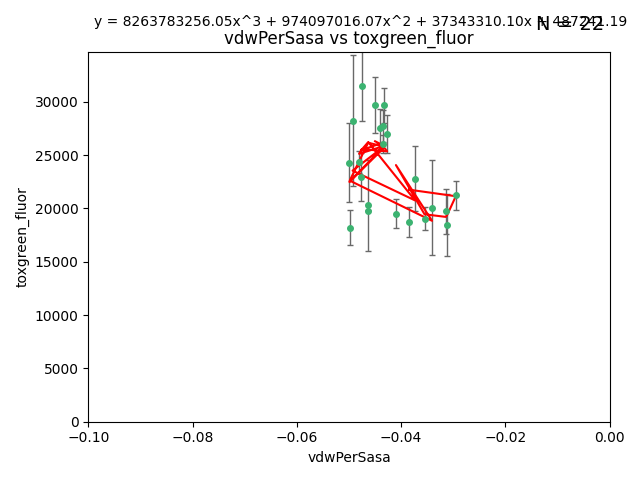 y = 8263783256.05x^3 + 974097016.07x^2 + 37343310.10x + 487241.19
N = 22
vdwPerSasa vs toxgreen_fluor
30000
25000
20000
15000
10000
5000
0
toxgreen_fluor
−0.10
−0.08
−0.06
−0.04
−0.02
0.00
vdwPerSasa